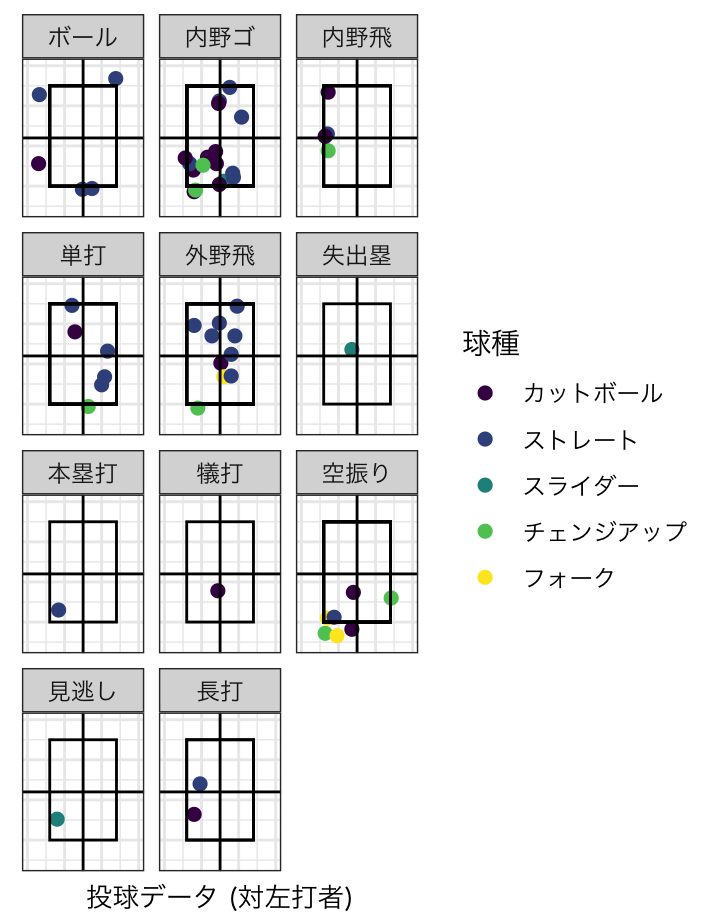 ボール
内野ゴ
内野飛
単打
外野飛
失出塁
本塁打
犠打
空振り
見逃し
長打
投球データ (対左打者)
球種
カットボール
ストレート
スライダー
チェンジアップ
フォーク